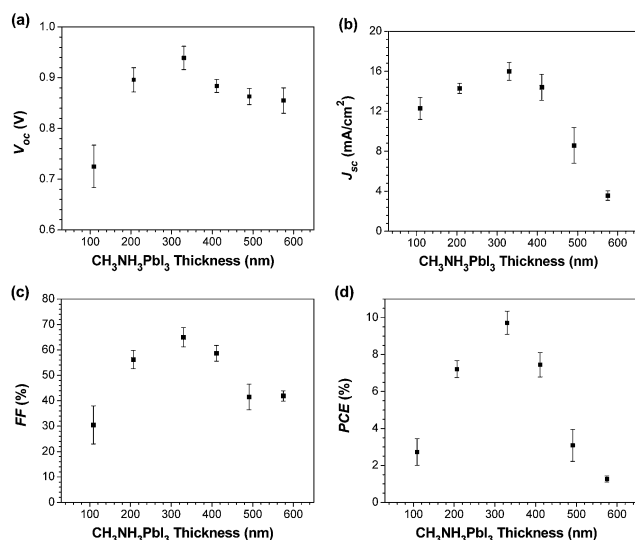 (a)
1.0
0.9
0.8
0.7
0.6
V_oc (V)
100 200 300 400 500 600
CH₃NH₃PbI₃ Thickness (nm)
(b)
20
16
12
8
4
0
J_sc (mA/cm²)
100 200 300 400 500 600
CH₃NH₃PbI₃ Thickness (nm)
(c)
80
70
60
50
40
30
20
10
0
FF (%)
100 200 300 400 500 600
CH₃NH₃PbI₃ Thickness (nm)
(d)
10
8
6
4
2
0
PCE (%)
100 200 300 400 500 600
CH₃NH₃PbI₃ Thickness (nm)